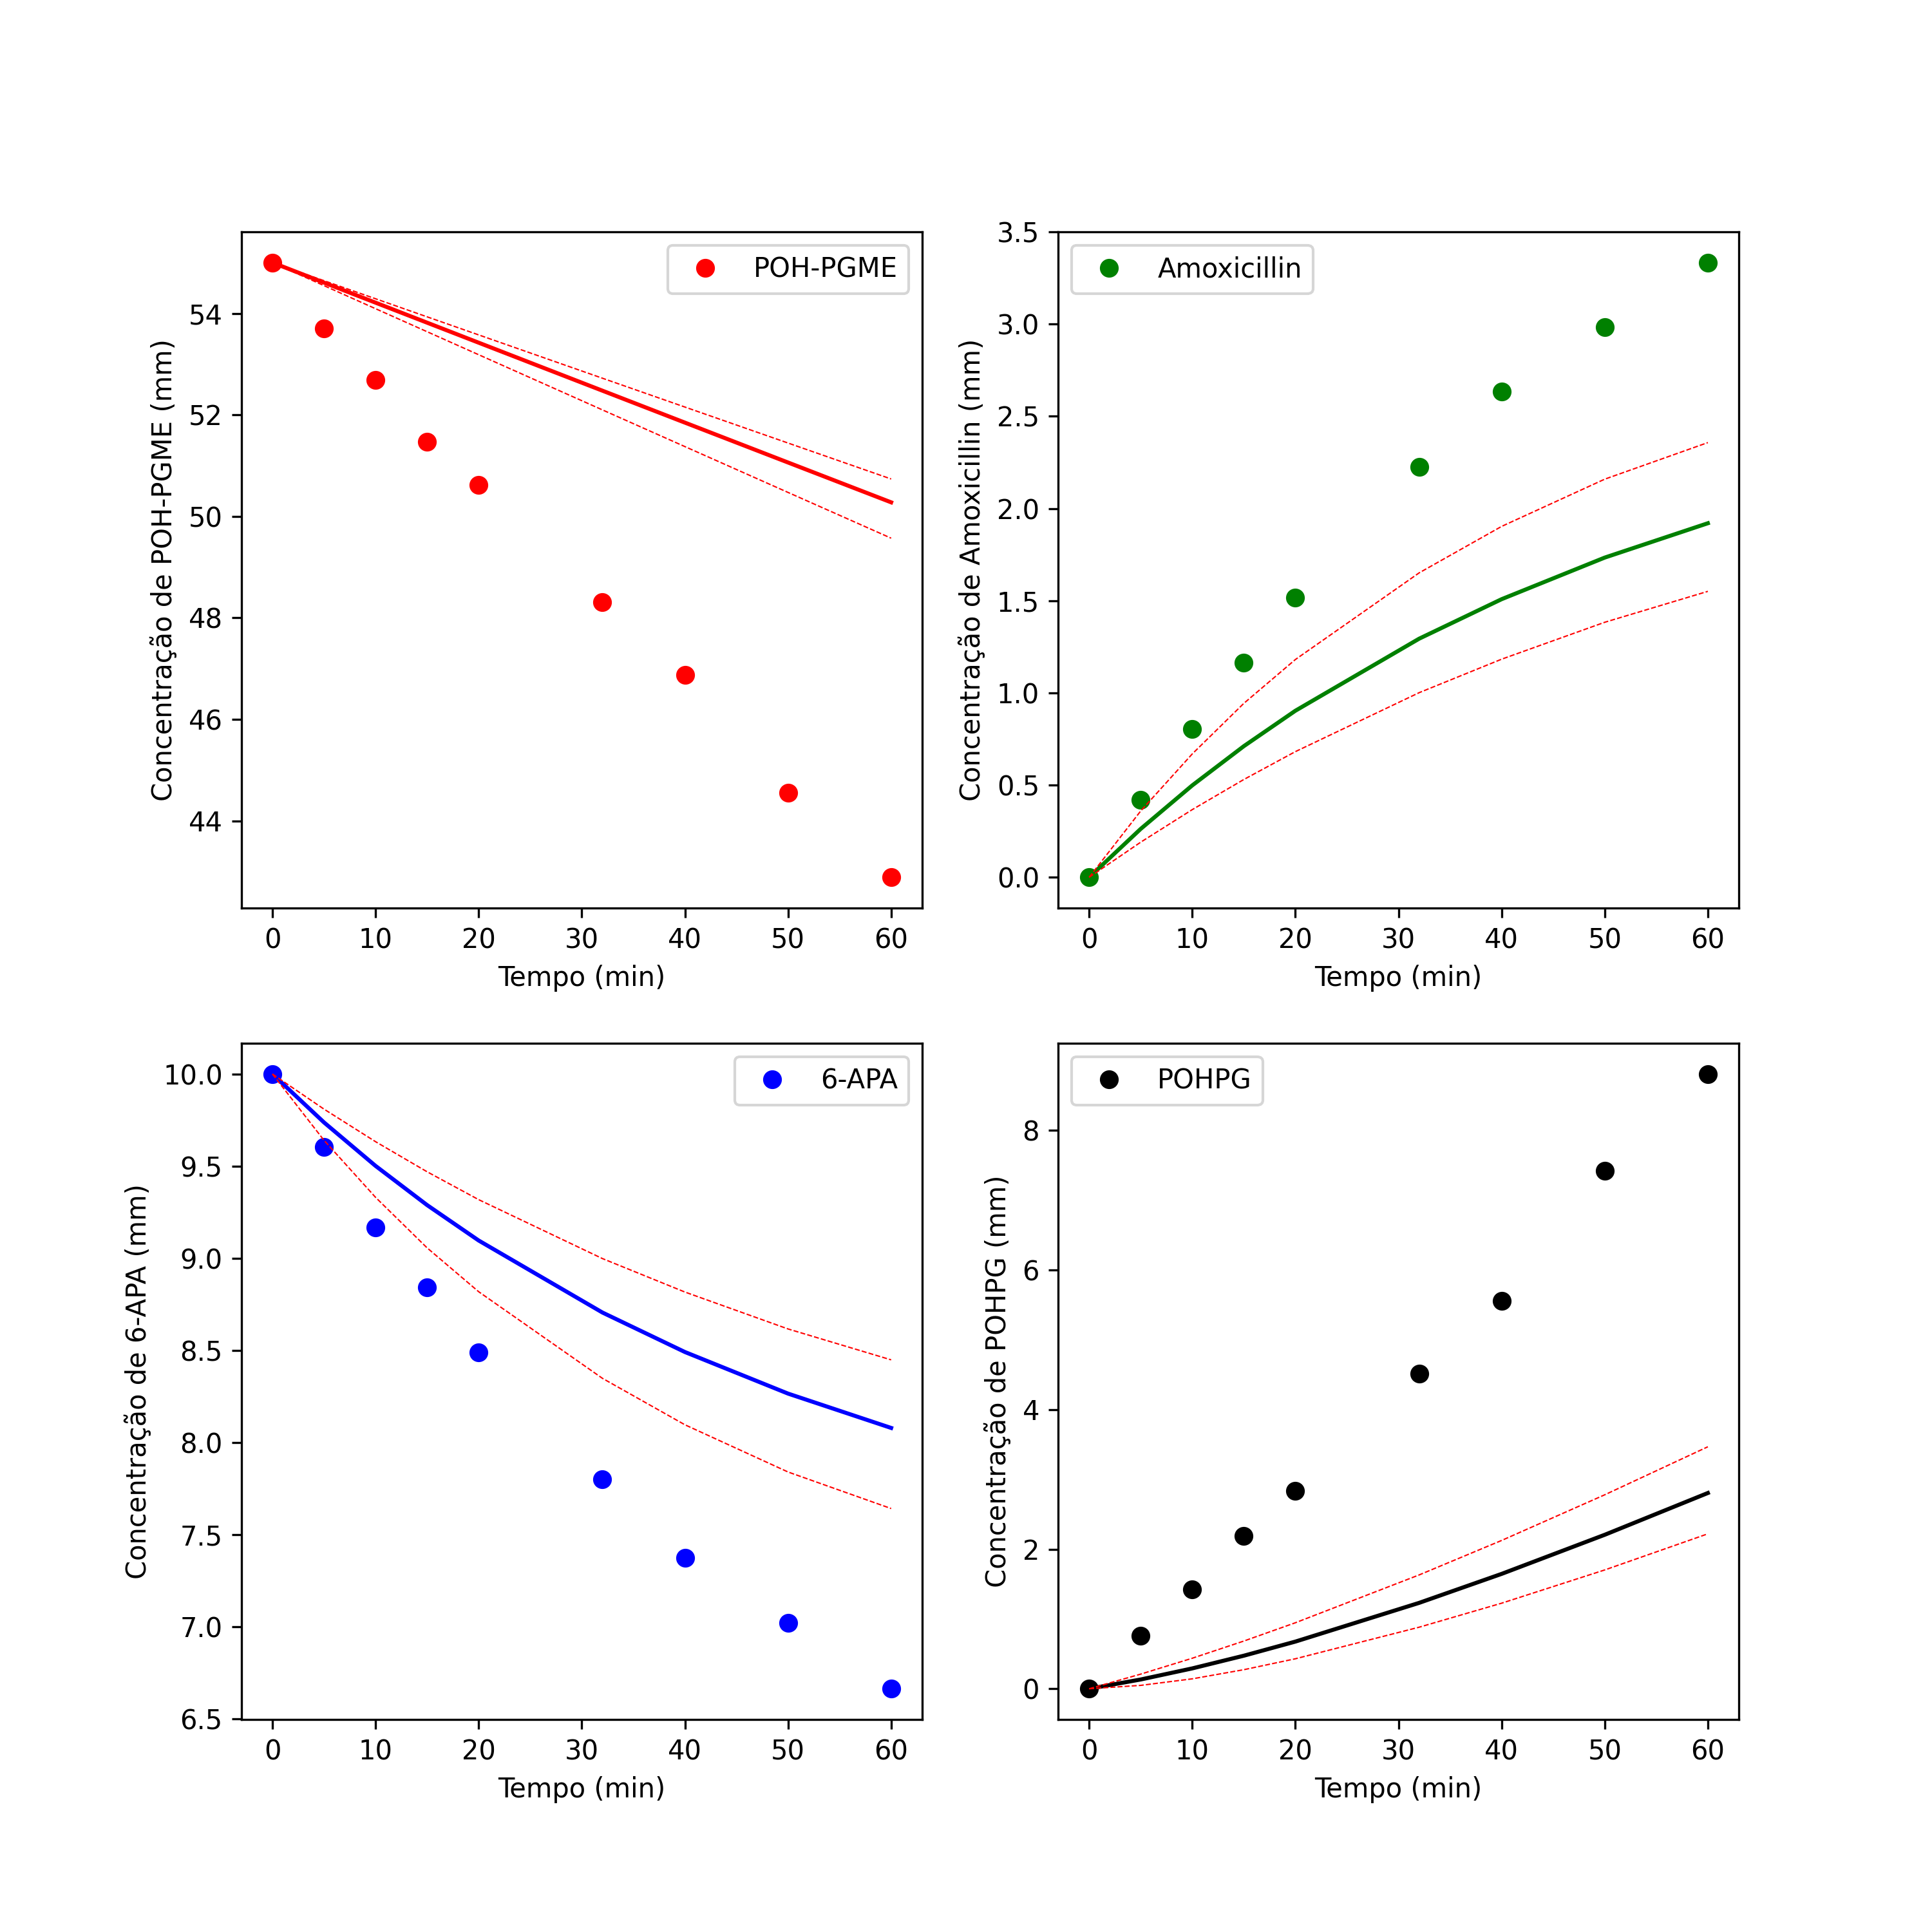 POH-PGME
Concentração de POH-PGME (mm)
54
52
50
48
46
44
0 10 20 30 40 50 60
Tempo (min)
Amoxicillin
Concentração de Amoxicillin (mm)
3.5
3.0
2.5
2.0
1.5
1.0
0.5
0.0
0 10 20 30 40 50 60
Tempo (min)
6-APA
Concentração de 6-APA (mm)
10.0
9.5
9.0
8.5
8.0
7.5
7.0
6.5
0 10 20 30 40 50 60
Tempo (min)
POHPG
Concentração de POHPG (mm)
8
6
4
2
0
0 10 20 30 40 50 60
Tempo (min)